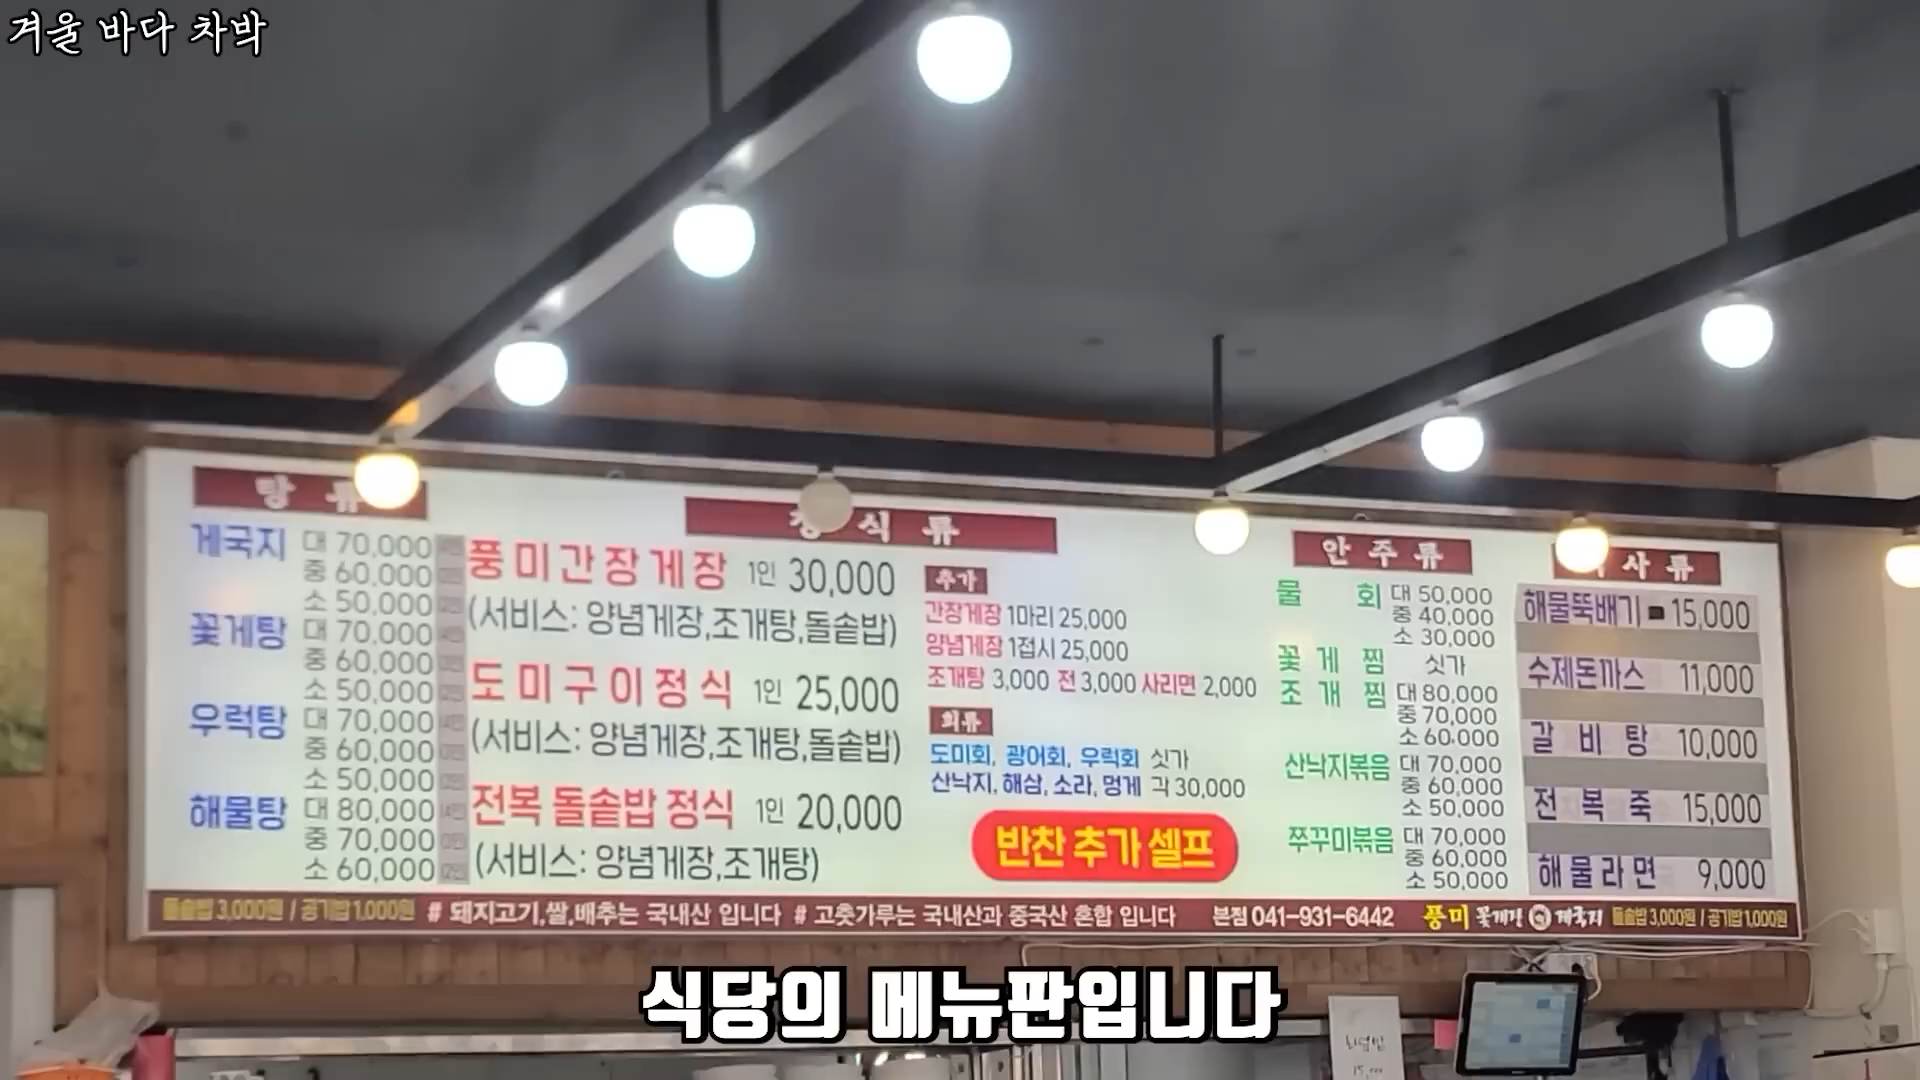 겨울 바다 차박
탕 류
게국지 대 70,000
중 60,000
소 50,000
꽃게탕 대 70,000
중 60,000
소 50,000
우럭탕 대 70,000
중 60,000
소 50,000
해물탕 대 80,000
중 70,000
소 60,000
식 류
풍미간장게장 1인 30,000
(서비스: 양념게장,조개탕,돌솥밥)
도미구이정식 1인 25,000
(서비스: 양념게장,조개탕,돌솥밥)
전복 돌솥밥 정식 1인 20,000
(서비스: 양념게장,조개탕)
추가
간장게장 1마리 25,000
양념게장 1접시 25,000
조개탕 3,000 전 3,000 사리면 2,000
회류
도미회, 광어회, 우럭회 싯가
산낙지, 해삼, 소라, 멍게 각 30,000
반찬 추가 셀프
안 주 류
물 회 대 50,000
중 40,000
소 30,000
꽃 게 찜 싯가
조 개 찜 대 80,000
중 70,000
소 60,000
산낙지볶음 대 70,000
중 60,000
소 50,000
쭈꾸미볶음 대 70,000
중 60,000
소 50,000
사 류
해물뚝배기 15,000
수제돈까스 11,000
갈 비 탕 10,000
전 복 죽 15,000
해물라면 9,000
돌솥밥 3,000원 / 공기밥 1,000원 # 돼지고기,쌀,배추는 국내산 입니다 # 고춧가루는 국내산과 중국산 혼합 입니다 본점 041-931-6442 풍미 꽃게장 게국지 돌솥밥 3,000원 / 공기밥 1,000원
식당의 메뉴판입니다